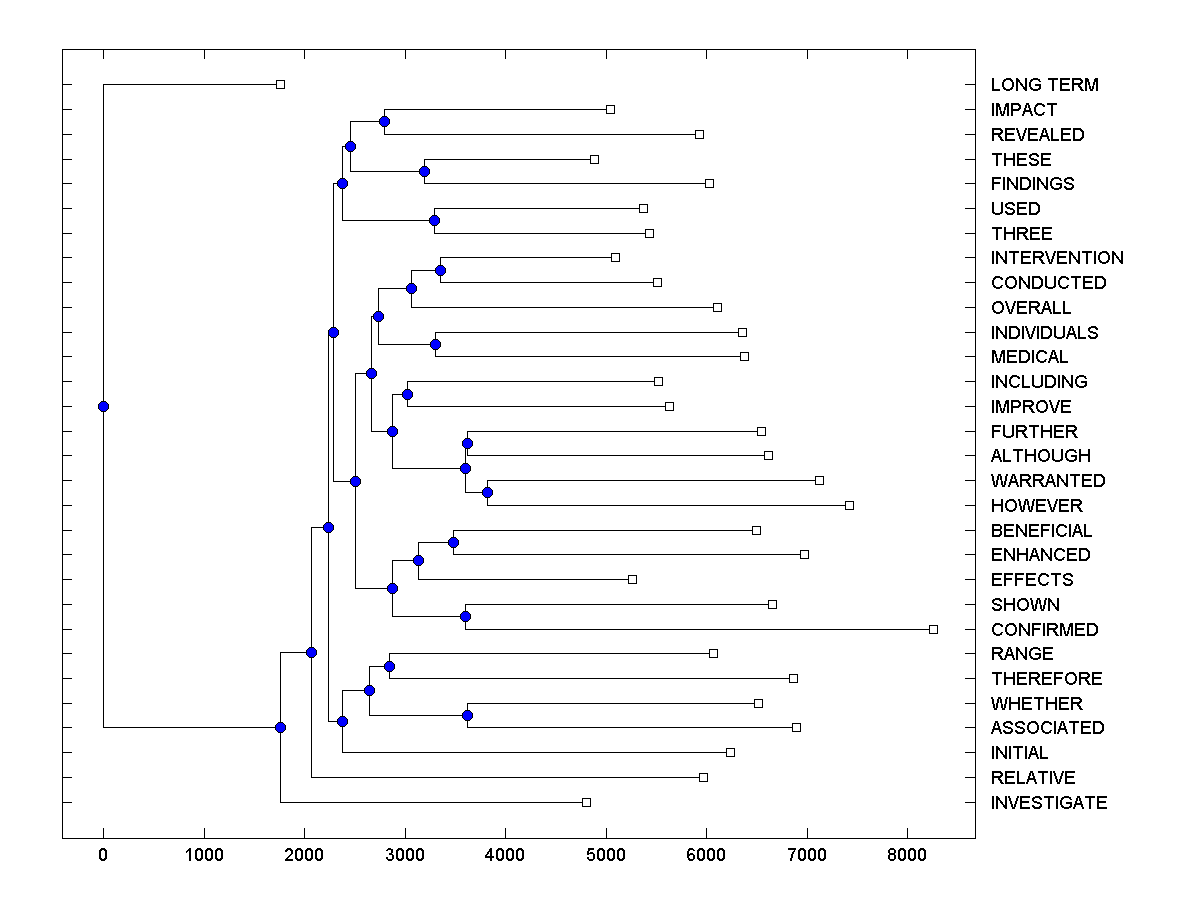 LONG TERM
IMPACT
REVEALED
THESE
FINDINGS
USED
THREE
INTERVENTION
CONDUCTED
OVERALL
INDIVIDUALS
MEDICAL
INCLUDING
IMPROVE
FURTHER
ALTHOUGH
WARRANTED
HOWEVER
BENEFICIAL
ENHANCED
EFFECTS
SHOWN
CONFIRMED
RANGE
THEREFORE
WHETHER
ASSOCIATED
INITIAL
RELATIVE
INVESTIGATE
0 1000 2000 3000 4000 5000 6000 7000 8000